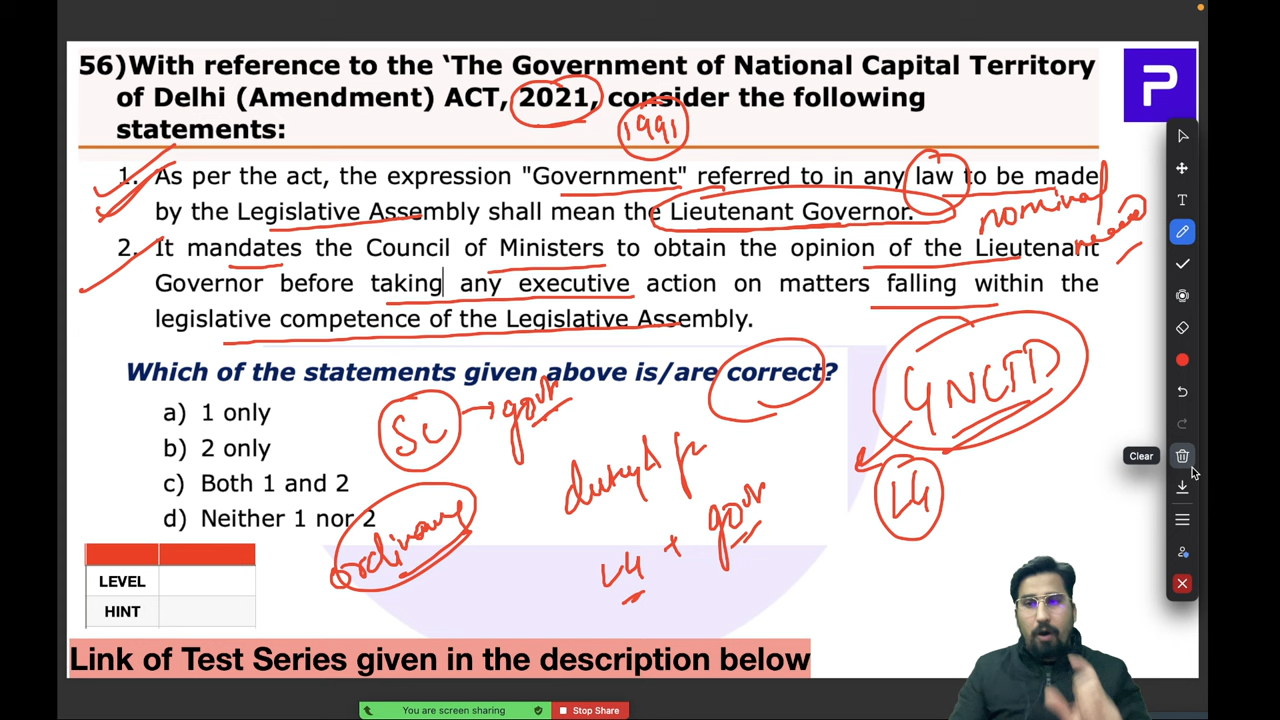 56)With reference to the ‘The Government of National Capital Territory
of Delhi (Amendment) ACT, 2021, consider the following
statements:
1991
1. As per the act, the expression "Government" referred to in any law to be made
by the Legislative Assembly shall mean the Lieutenant Governor.
nominal
2. It mandates the Council of Ministers to obtain the opinion of the Lieutenant
Governor before taking any executive action on matters falling within the
legislative competence of the Legislative Assembly.
Which of the statements given above is/are correct?
GNCTD
a) 1 only
SC → govt
b) 2 only
Clear
c) Both 1 and 2
LG
d) Neither 1 nor 2
ordinance
LG + govt
LEVEL
HINT
Link of Test Series given in the description below
You are screen sharing
Stop Share
P
T